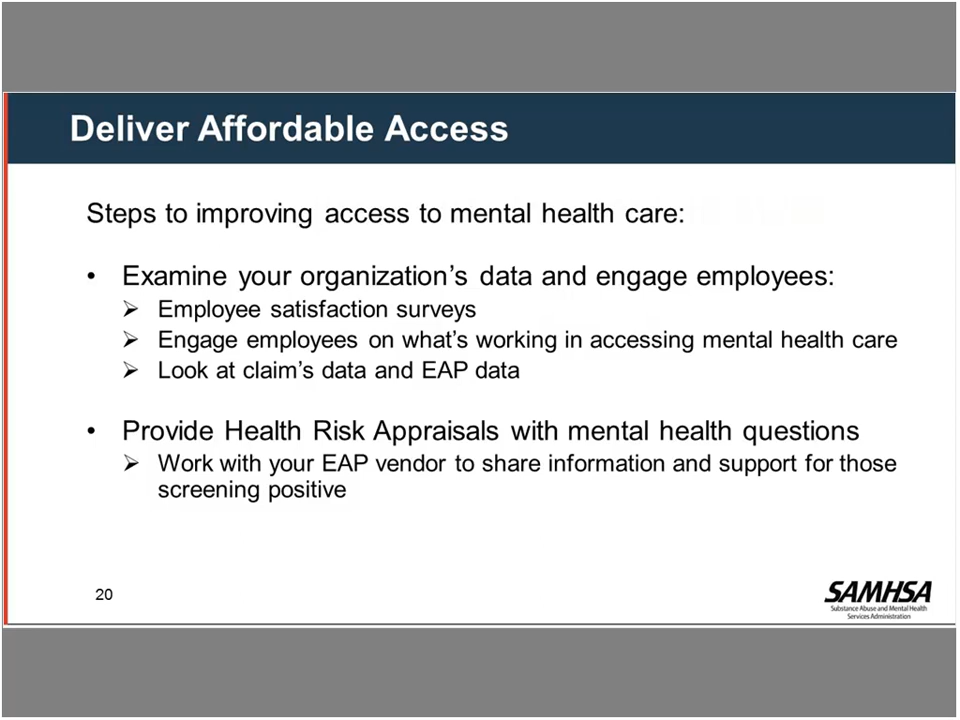 Deliver Affordable Access
Steps to improving access to mental health care:
• Examine your organization's data and engage employees:
➢ Employee satisfaction surveys
➢ Engage employees on what's working in accessing mental health care
➢ Look at claim's data and EAP data
• Provide Health Risk Appraisals with mental health questions
➢ Work with your EAP vendor to share information and support for those
screening positive
20
SAMHSA
Substance Abuse and Mental Health
Services Administration